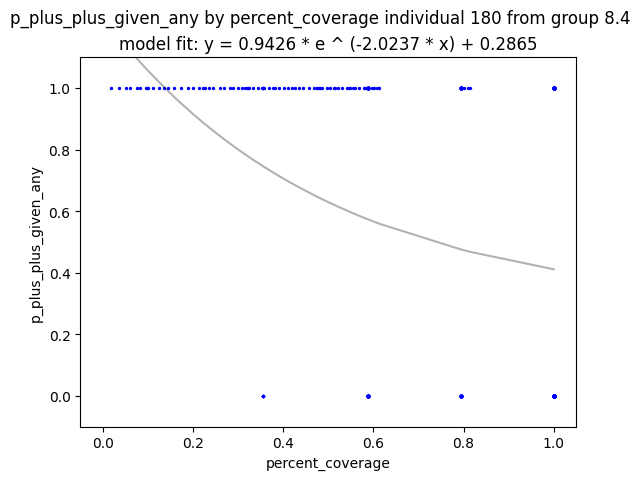 p_plus_plus_given_any by percent_coverage individual 180 from group 8.4
model fit: y = 0.9426 * e ^ (-2.0237 * x) + 0.2865
1.0
0.8
0.6
0.4
0.2
0.0
p_plus_plus_given_any
0.0 0.2 0.4 0.6 0.8 1.0
percent_coverage